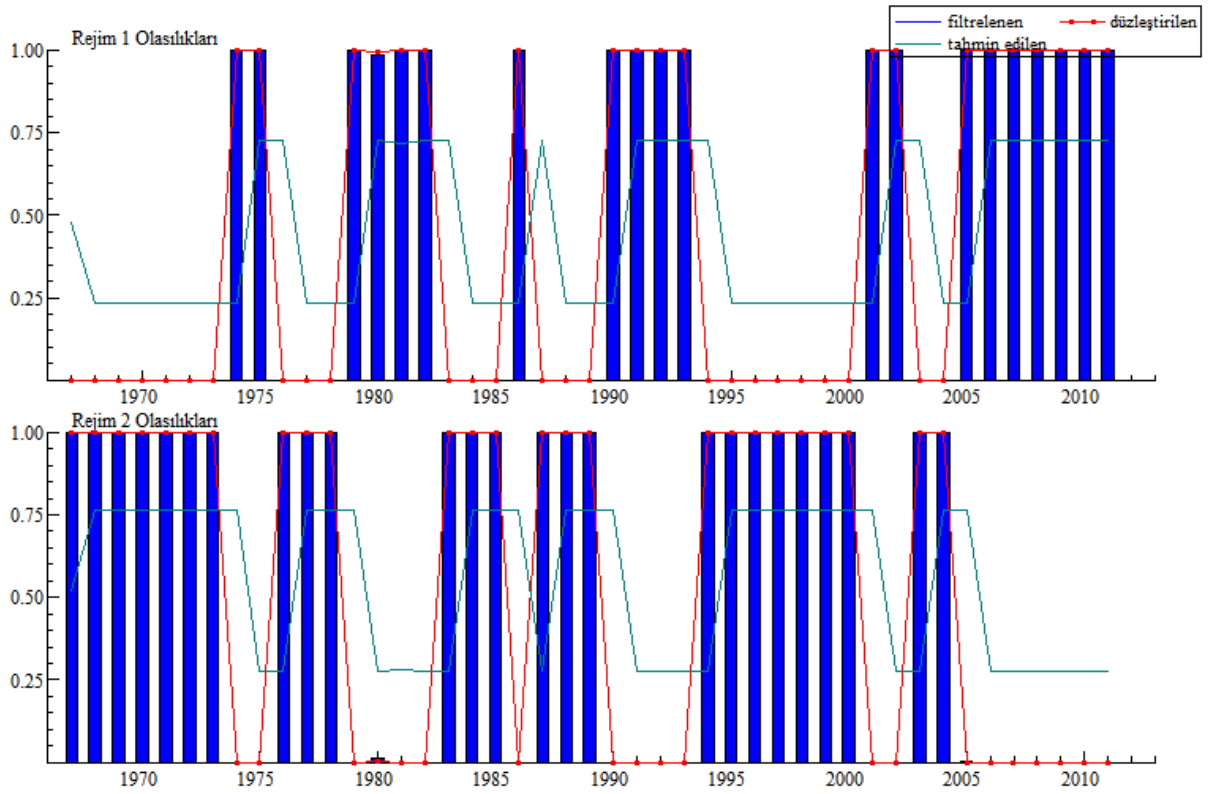 filtrelenen düzleştirilen
tahmin edilen
Rejim 1 Olasılıkları
1.00
0.75
0.50
0.25
1970 1975 1980 1985 1990 1995 2000 2005 2010
Rejim 2 Olasılıkları
1.00
0.75
0.50
0.25
1970 1975 1980 1985 1990 1995 2000 2005 2010